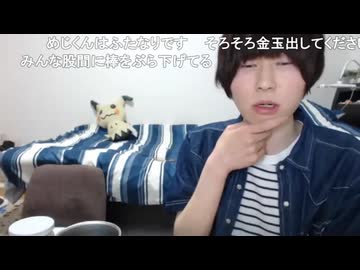 めじくんはふたなりです　そろそろ金玉出してくださ
みんな股間に棒をぶら下げてる